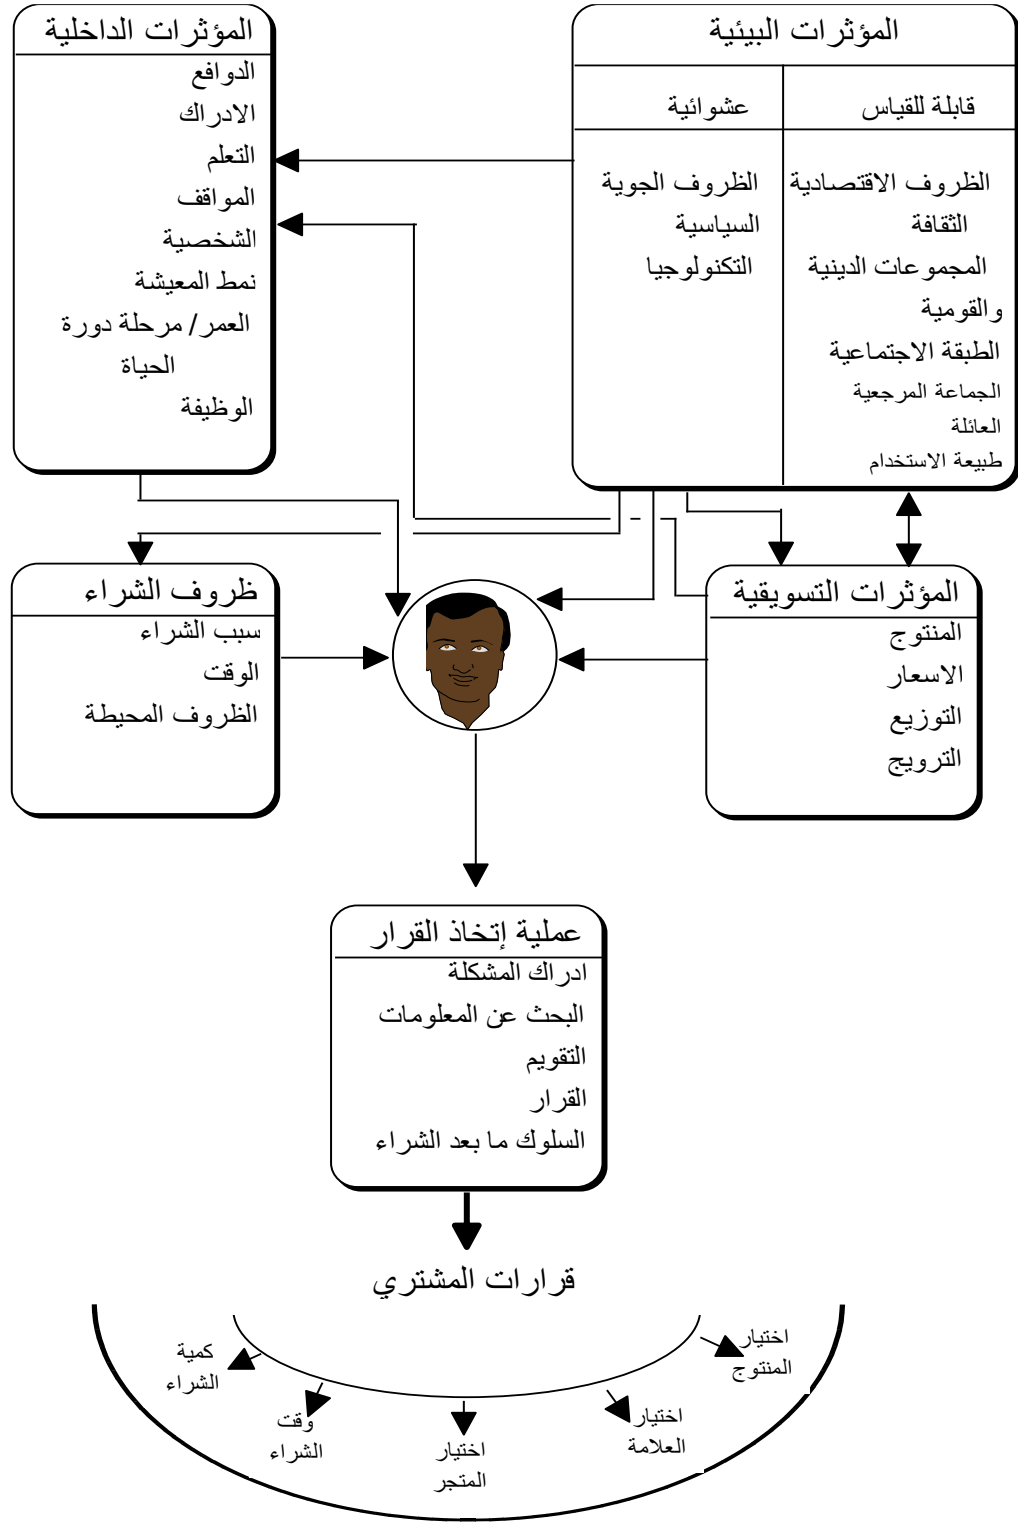 المؤثرات البيئية
قابلة للقياس
الظروف الاقتصادية
الثقافة
المجموعات الدينية
والقومية
الطبقة الاجتماعية
الجماعة المرجعية
العائلة
طبيعة الاستخدام
عشوائية
الظروف الجوية
السياسية
التكنولوجيا
المؤثرات الداخلية
الدوافع
الادراك
التعلم
المواقف
الشخصية
نمط المعيشة
العمر/ مرحلة دورة
الحياة
الوظيفة
المؤثرات التسويقية
المنتوج
الاسعار
التوزيع
الترويج
ظروف الشراء
سبب الشراء
الوقت
الظروف المحيطة
عملية إتخاذ القرار
ادراك المشكلة
البحث عن المعلومات
التقويم
القرار
السلوك ما بعد الشراء
قرارات المشتري
اختيار
المنتوج
اختيار
العلامة
اختيار
المتجر
وقت
الشراء
كمية
الشراء